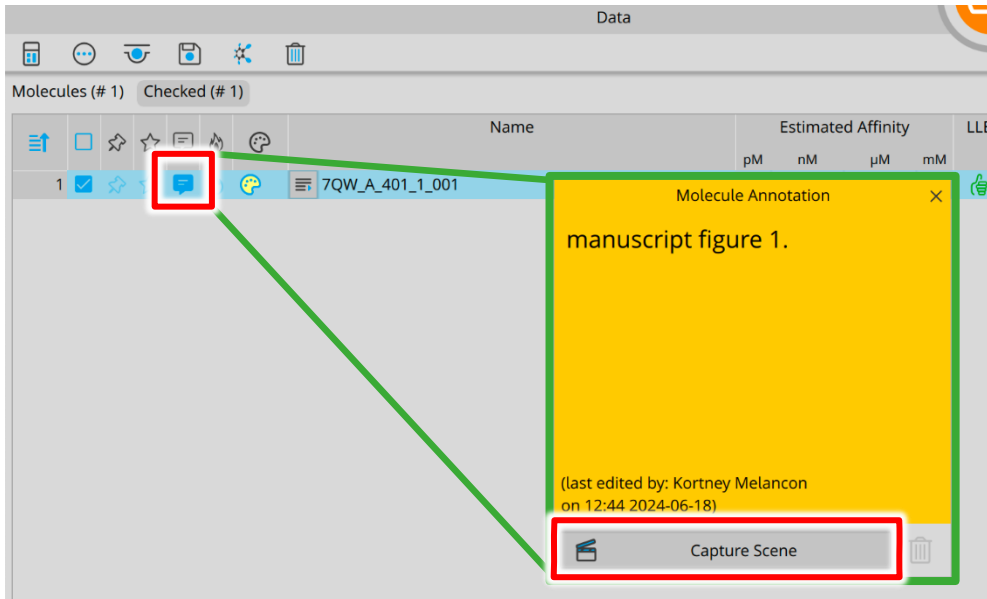 Data
Molecules (# 1) Checked (# 1)
Name
Estimated Affinity
pM nM µM mM
1 7QW_A_401_1_001
Molecule Annotation
manuscript figure 1.
(last edited by: Kortney Melancon
on 12:44 2024-06-18)
Capture Scene